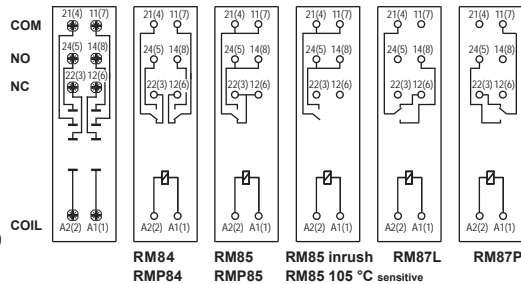 COM 21(4) 11(7) 21(4) 11(7) 21(4) 11(7) 21(4) 11(7) 21(4) 11(7) 21(4) 11(7)
NO 24(5) 14(8) 24(5) 14(8) 24(5) 14(8) 24(5) 14(8) 24(5) 14(8) 24(5) 14(8)
NC 22(3) 12(6) 22(3) 12(6) 22(3) 12(6) 22(3) 12(6) 22(3) 12(6) 22(3) 12(6)
COIL A2(2) A1(1) A2(2) A1(1) A2(2) A1(1) A2(2) A1(1) A2(2) A1(1) A2(2) A1(1)
RM84 RM85 RM85 inrush RM87L RM87P
RMP84 RMP85 RM85 105 °C sensitive